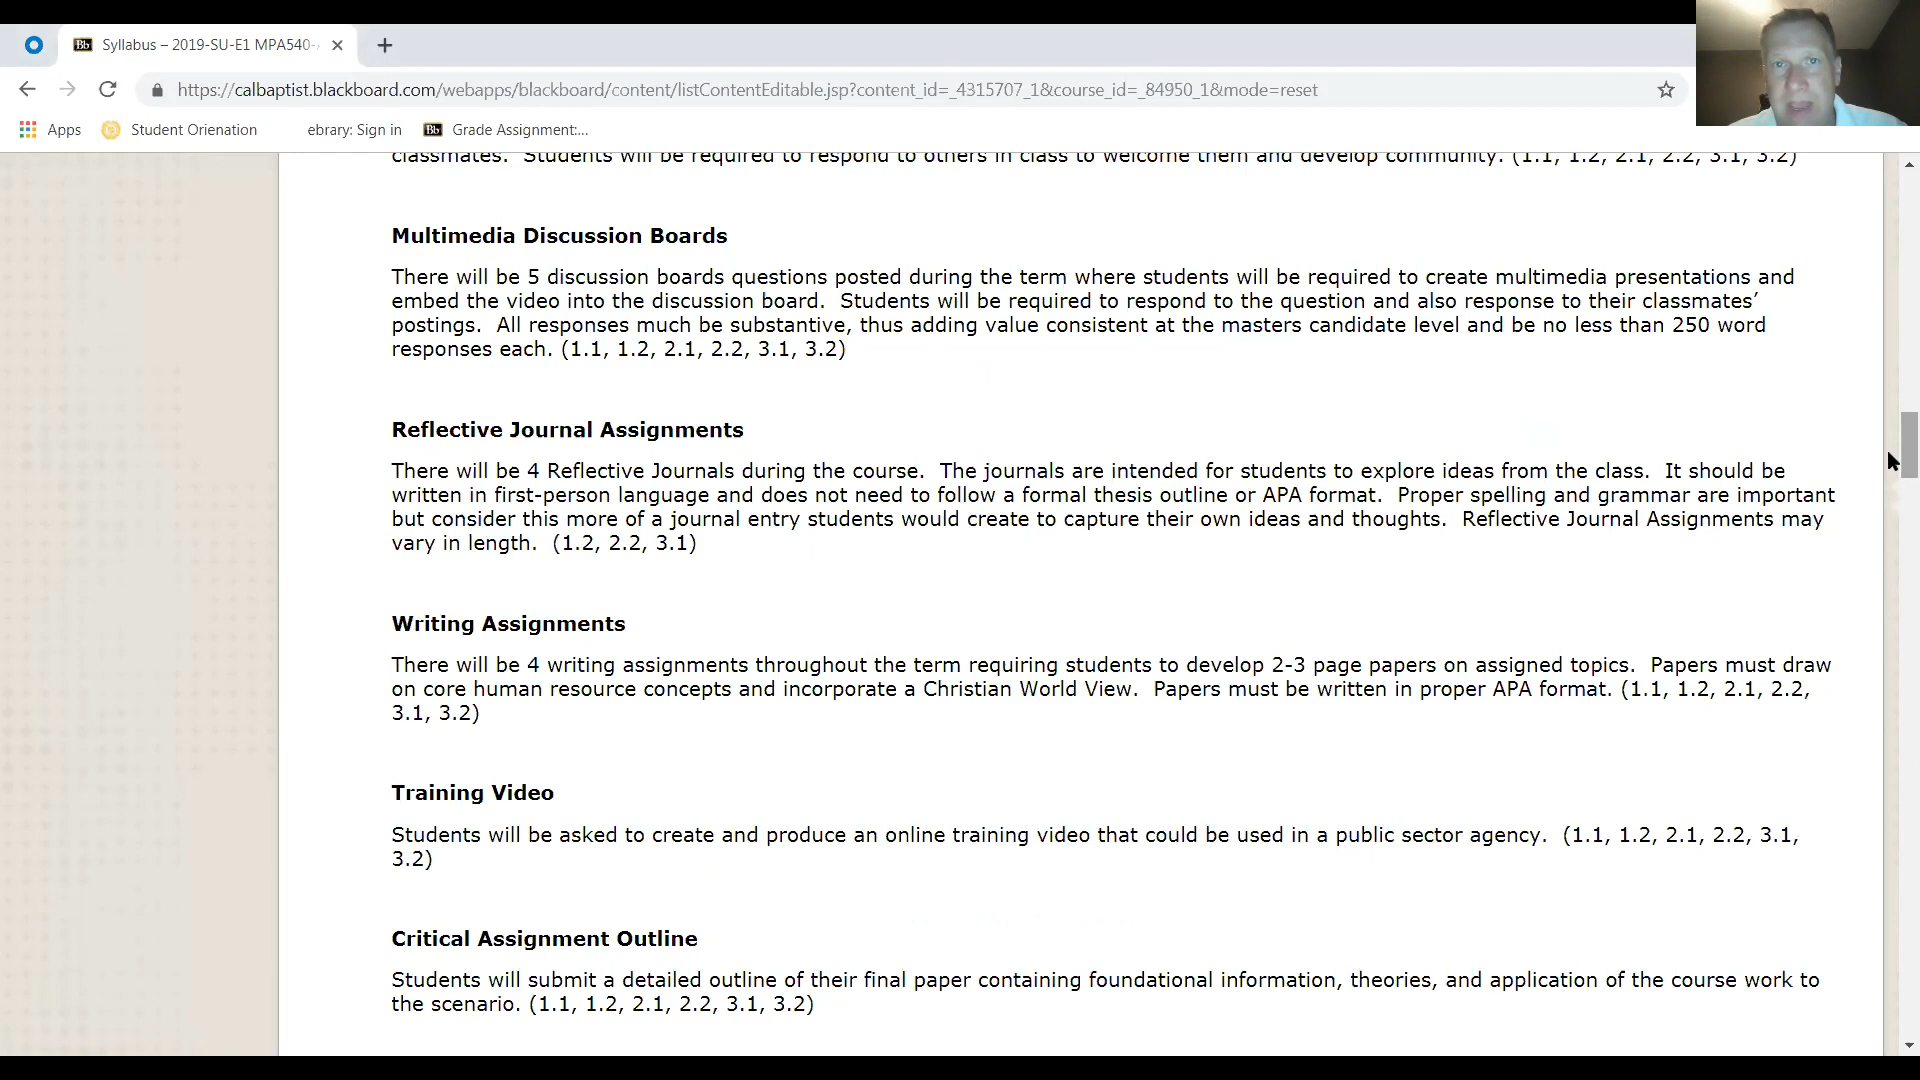 Bb Syllabus – 2019-SU-E1 MPA540-
https://calbaptist.blackboard.com/webapps/blackboard/content/listContentEditable.jsp?content_id=_4315707_1&course_id=_84950_1&mode=reset
Apps Student Orienation ebrary: Sign in Bb Grade Assignment:...
classmates. Students will be required to respond to others in class to welcome them and develop community. (1.1, 1.2, 2.1, 2.2, 3.1, 3.2)
Multimedia Discussion Boards
There will be 5 discussion boards questions posted during the term where students will be required to create multimedia presentations and
embed the video into the discussion board. Students will be required to respond to the question and also response to their classmates’
postings. All responses much be substantive, thus adding value consistent at the masters candidate level and be no less than 250 word
responses each. (1.1, 1.2, 2.1, 2.2, 3.1, 3.2)
Reflective Journal Assignments
There will be 4 Reflective Journals during the course. The journals are intended for students to explore ideas from the class. It should be
written in first-person language and does not need to follow a formal thesis outline or APA format. Proper spelling and grammar are important
but consider this more of a journal entry students would create to capture their own ideas and thoughts. Reflective Journal Assignments may
vary in length. (1.2, 2.2, 3.1)
Writing Assignments
There will be 4 writing assignments throughout the term requiring students to develop 2-3 page papers on assigned topics. Papers must draw
on core human resource concepts and incorporate a Christian World View. Papers must be written in proper APA format. (1.1, 1.2, 2.1, 2.2,
3.1, 3.2)
Training Video
Students will be asked to create and produce an online training video that could be used in a public sector agency. (1.1, 1.2, 2.1, 2.2, 3.1,
3.2)
Critical Assignment Outline
Students will submit a detailed outline of their final paper containing foundational information, theories, and application of the course work to
the scenario. (1.1, 1.2, 2.1, 2.2, 3.1, 3.2)